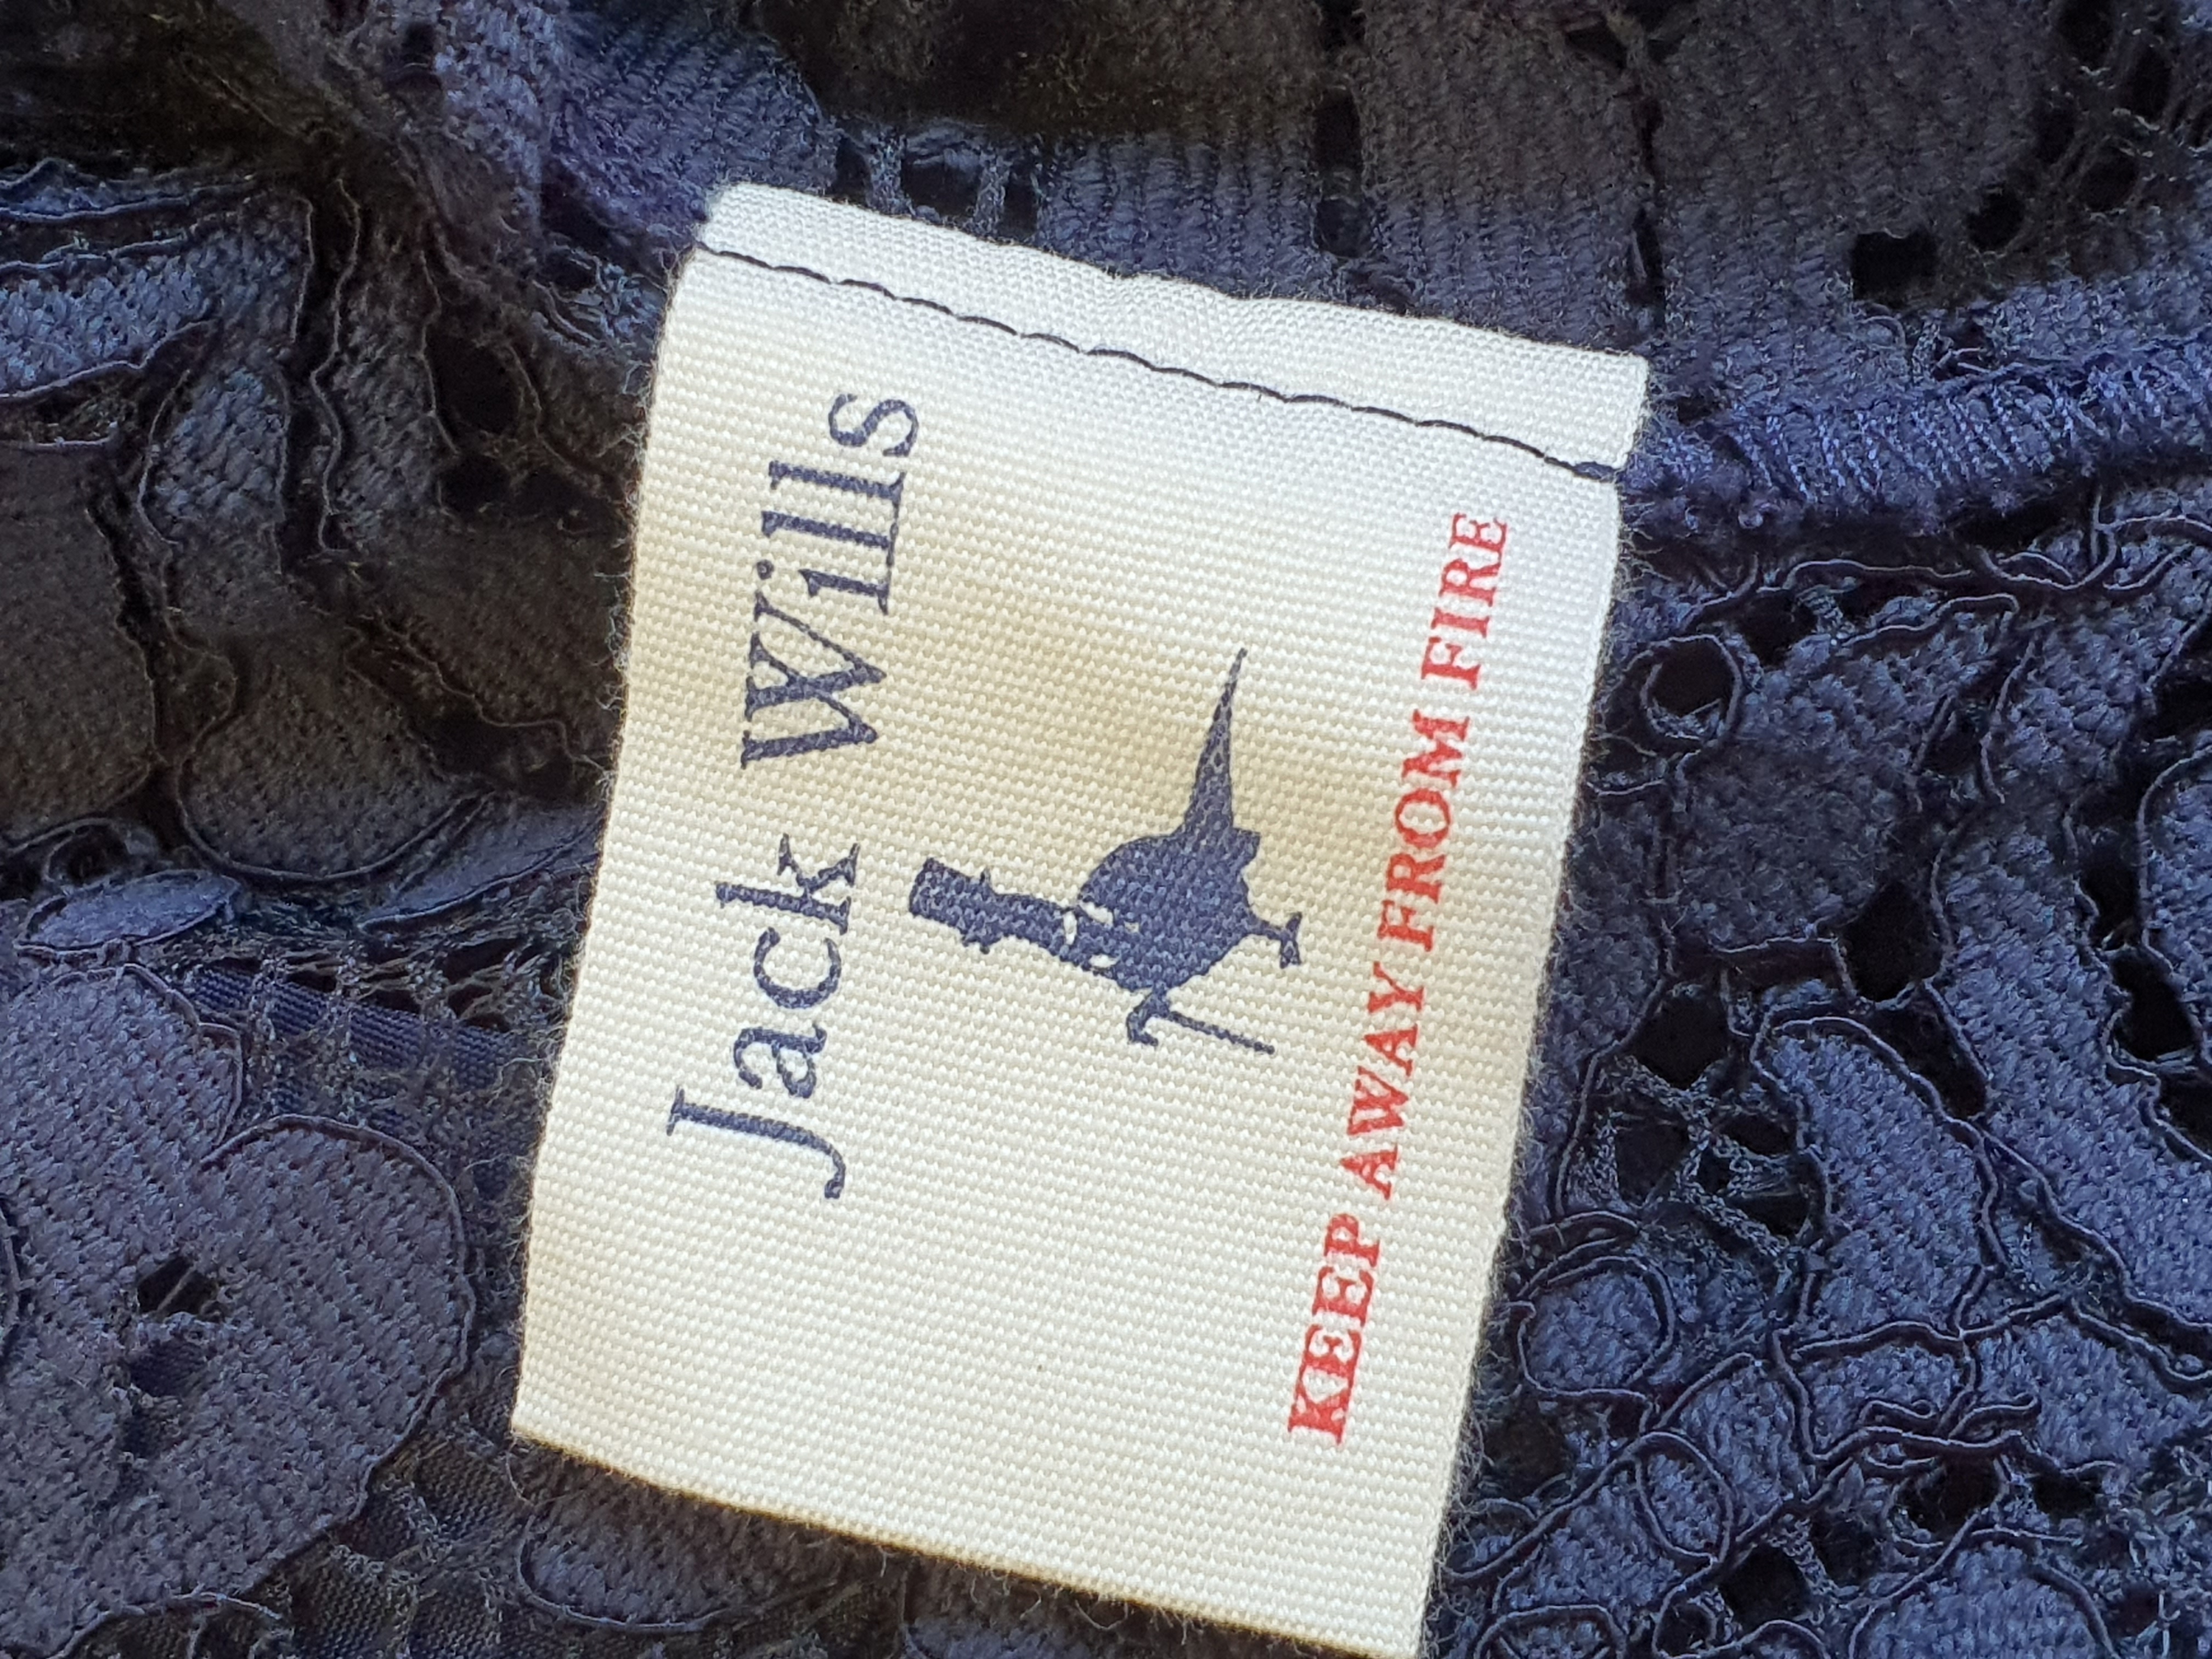 Jack Wills
KEEP AWAY FROM FIRE